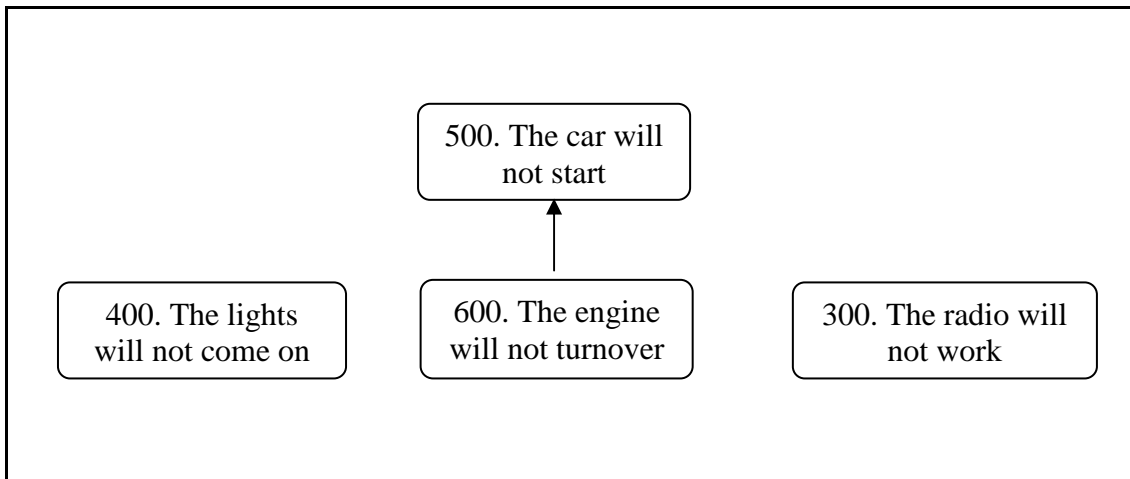 500. The car will
not start
400. The lights
will not come on
600. The engine
will not turnover
300. The radio will
not work